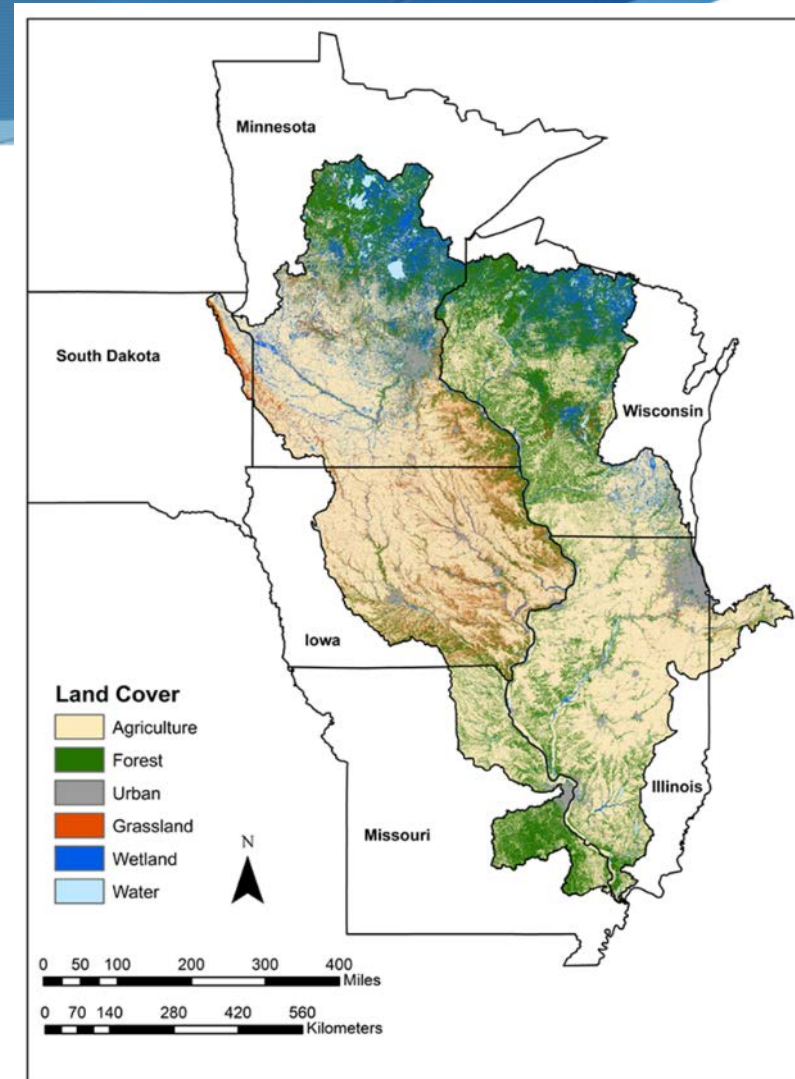 Minnesota
South Dakota
Wisconsin
Iowa
Land Cover
Agriculture
Forest
Urban
Grassland
Wetland
Water
N
Illinois
Missouri
0 50 100 200 300 400
Miles
0 70 140 280 420 560
Kilometers